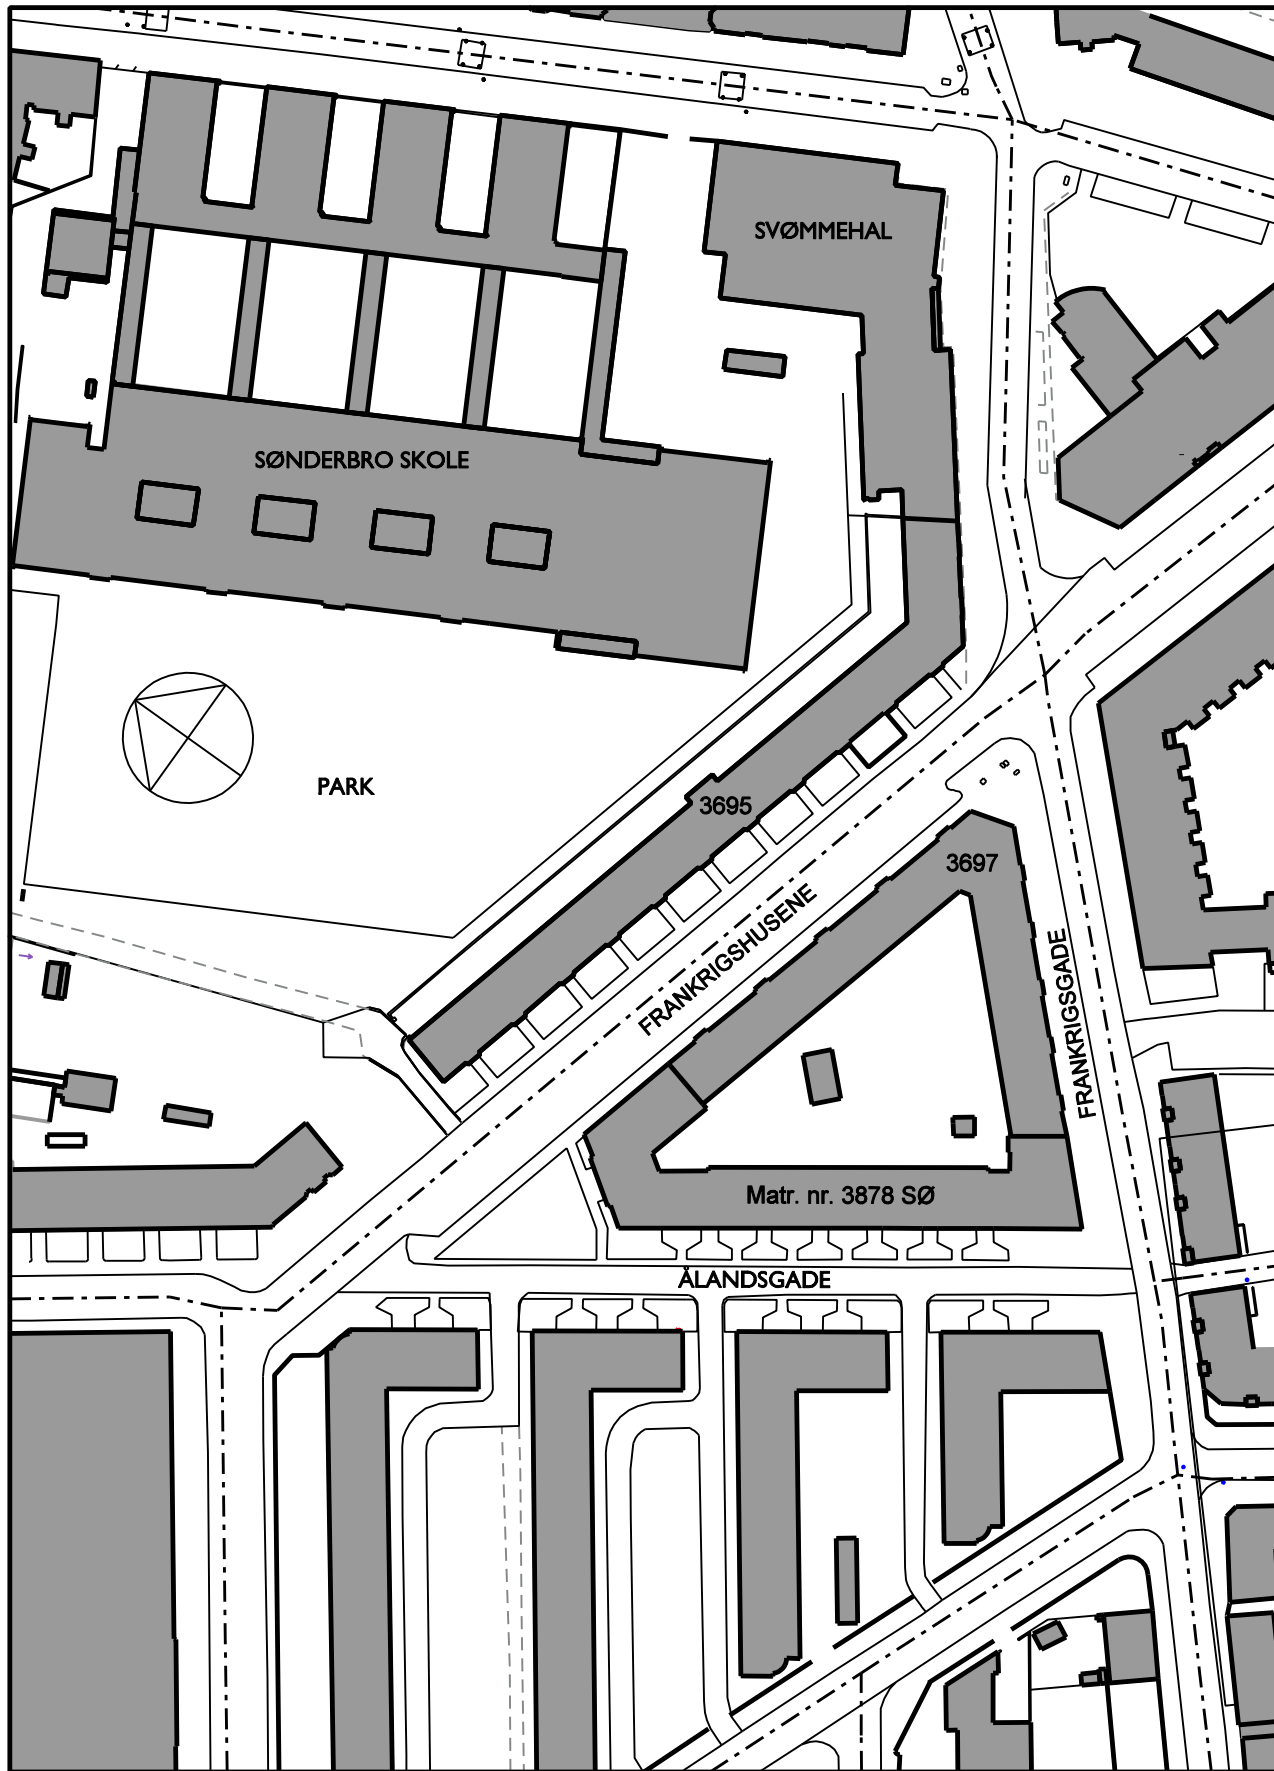 SVØMMEHAL
SØNDERBRO SKOLE
PARK
3695
3697
FRANKRIGSHUSENE
FRANKRIGSGADE
Matr. nr. 3878 SØ
ÅLANDSGADE